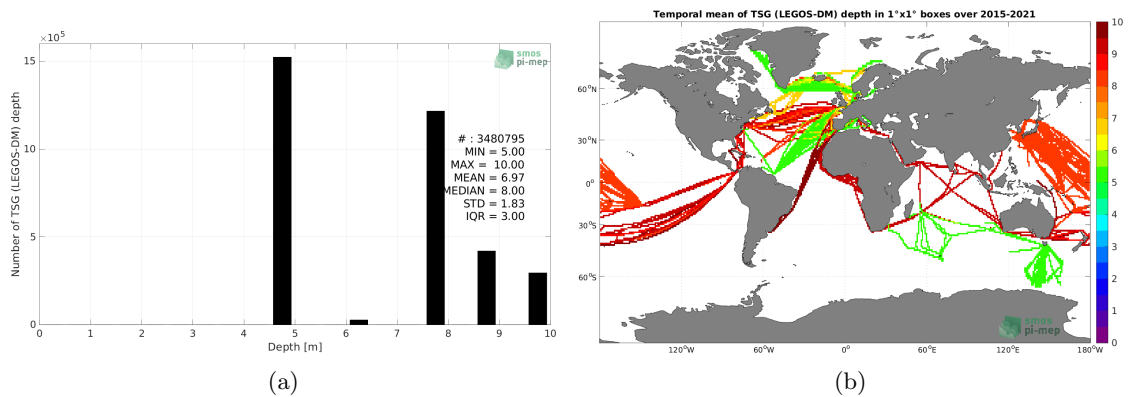 ×10⁵
15
10
5
0
0 1 2 3 4 5 6 7 8 9 10
Number of TSG (LEGOS-DM) depth
Depth [m]
smos
pi-mep
# : 3480795
MIN = 5.00
MAX = 10.00
MEAN = 6.97
MEDIAN = 8.00
STD = 1.83
IQR = 3.00
(a)
Temporal mean of TSG (LEGOS-DM) depth in 1°x1° boxes over 2015-2021
60°N
30°N
0°
30°S
60°S
120°W 60°W 0° 60°E 120°E 180°W
smos
pi-mep
10
9
8
7
6
5
4
3
2
1
0
(b)